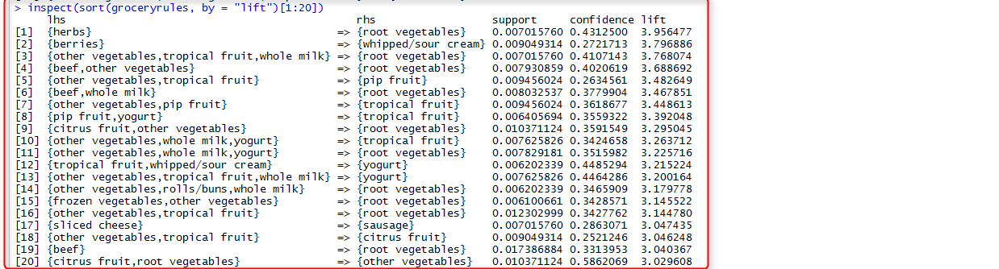 > inspect(sort(groceryrules, by = "lift")[1:20])
lhs rhs support confidence lift
[1] {herbs} => {root vegetables} 0.007015760 0.4312500 3.956477
[2] {berries} => {whipped/sour cream} 0.009049314 0.2721713 3.796886
[3] {other vegetables,tropical fruit,whole milk} => {root vegetables} 0.007015760 0.4107143 3.768074
[4] {beef,other vegetables} => {root vegetables} 0.007930859 0.4020619 3.688692
[5] {other vegetables,tropical fruit} => {pip fruit} 0.009456024 0.2634561 3.482649
[6] {beef,whole milk} => {root vegetables} 0.008032537 0.3779904 3.467851
[7] {other vegetables,pip fruit} => {tropical fruit} 0.009456024 0.3618677 3.448613
[8] {pip fruit,yogurt} => {tropical fruit} 0.006405694 0.3559322 3.392048
[9] {citrus fruit,other vegetables} => {root vegetables} 0.010371124 0.3591549 3.295045
[10] {other vegetables,whole milk,yogurt} => {tropical fruit} 0.007625826 0.3424658 3.263712
[11] {other vegetables,whole milk,yogurt} => {root vegetables} 0.007829181 0.3515982 3.225716
[12] {tropical fruit,whipped/sour cream} => {yogurt} 0.006202339 0.4485294 3.215224
[13] {other vegetables,tropical fruit,whole milk} => {yogurt} 0.007625826 0.4464286 3.200164
[14] {other vegetables,rolls/buns,whole milk} => {root vegetables} 0.006202339 0.3465909 3.179778
[15] {frozen vegetables,other vegetables} => {root vegetables} 0.006100661 0.3428571 3.145522
[16] {other vegetables,tropical fruit} => {root vegetables} 0.012302999 0.3427762 3.144780
[17] {sliced cheese} => {sausage} 0.007015760 0.2863071 3.047435
[18] {other vegetables,tropical fruit} => {citrus fruit} 0.009049314 0.2521246 3.046248
[19] {beef} => {root vegetables} 0.017386884 0.3313953 3.040367
[20] {citrus fruit,root vegetables} => {other vegetables} 0.010371124 0.5862069 3.029608